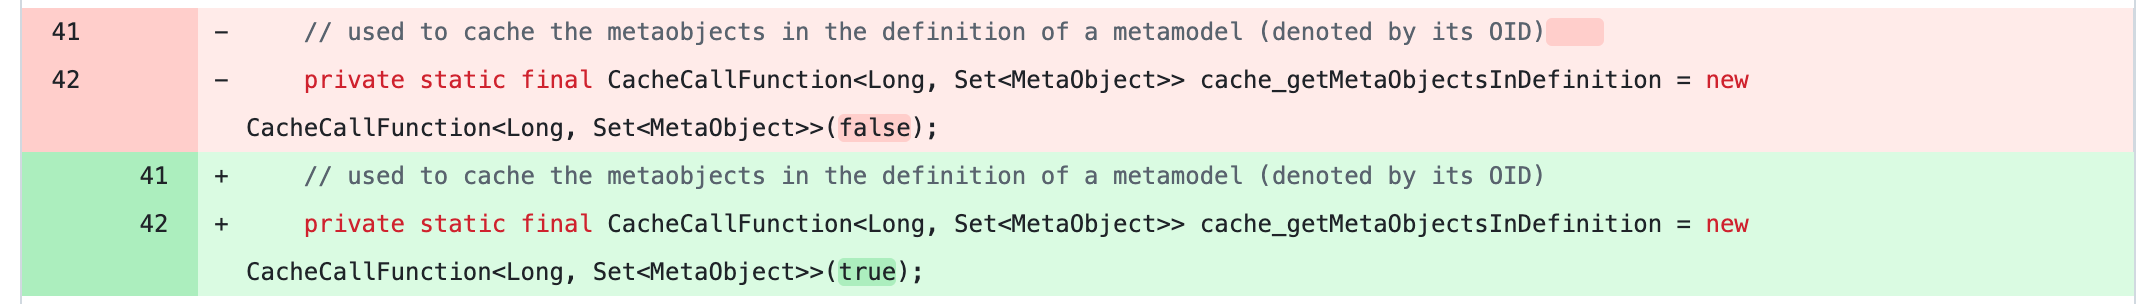 41 - // used to cache the metaobjects in the definition of a metamodel (denoted by its OID)
42 - private static final CacheCallFunction<Long, Set<MetaObject>> cache_getMetaObjectsInDefinition = new
CacheCallFunction<Long, Set<MetaObject>>(false);
41 + // used to cache the metaobjects in the definition of a metamodel (denoted by its OID)
42 + private static final CacheCallFunction<Long, Set<MetaObject>> cache_getMetaObjectsInDefinition = new
CacheCallFunction<Long, Set<MetaObject>>(true);